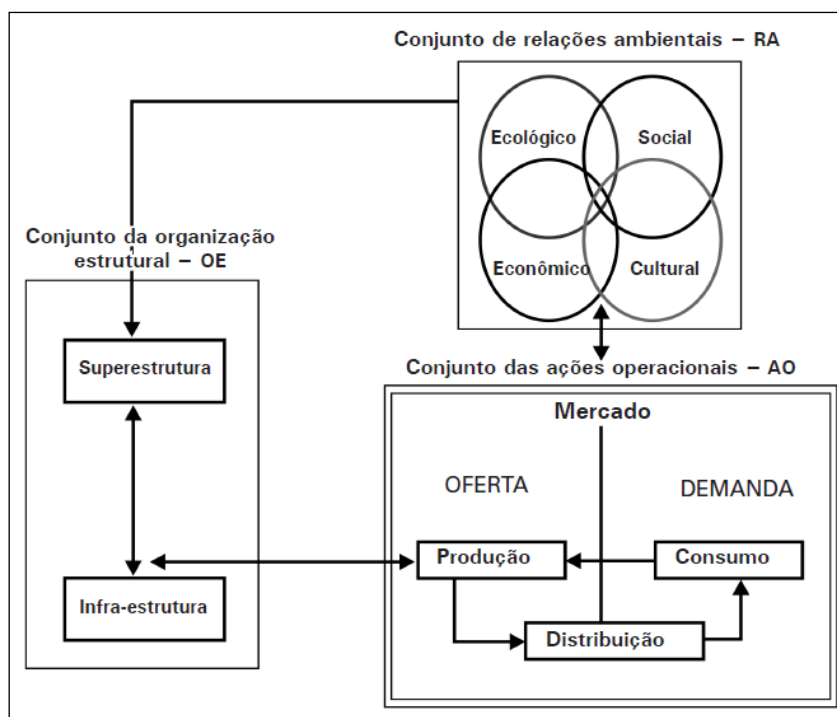 Conjunto de relações ambientais – RA
Ecológico
Social
Econômico
Cultural
Conjunto da organização
estrutural – OE
Superestrutura
Infra-estrutura
Conjunto das ações operacionais – AO
Mercado
OFERTA
DEMANDA
Produção
Consumo
Distribuição